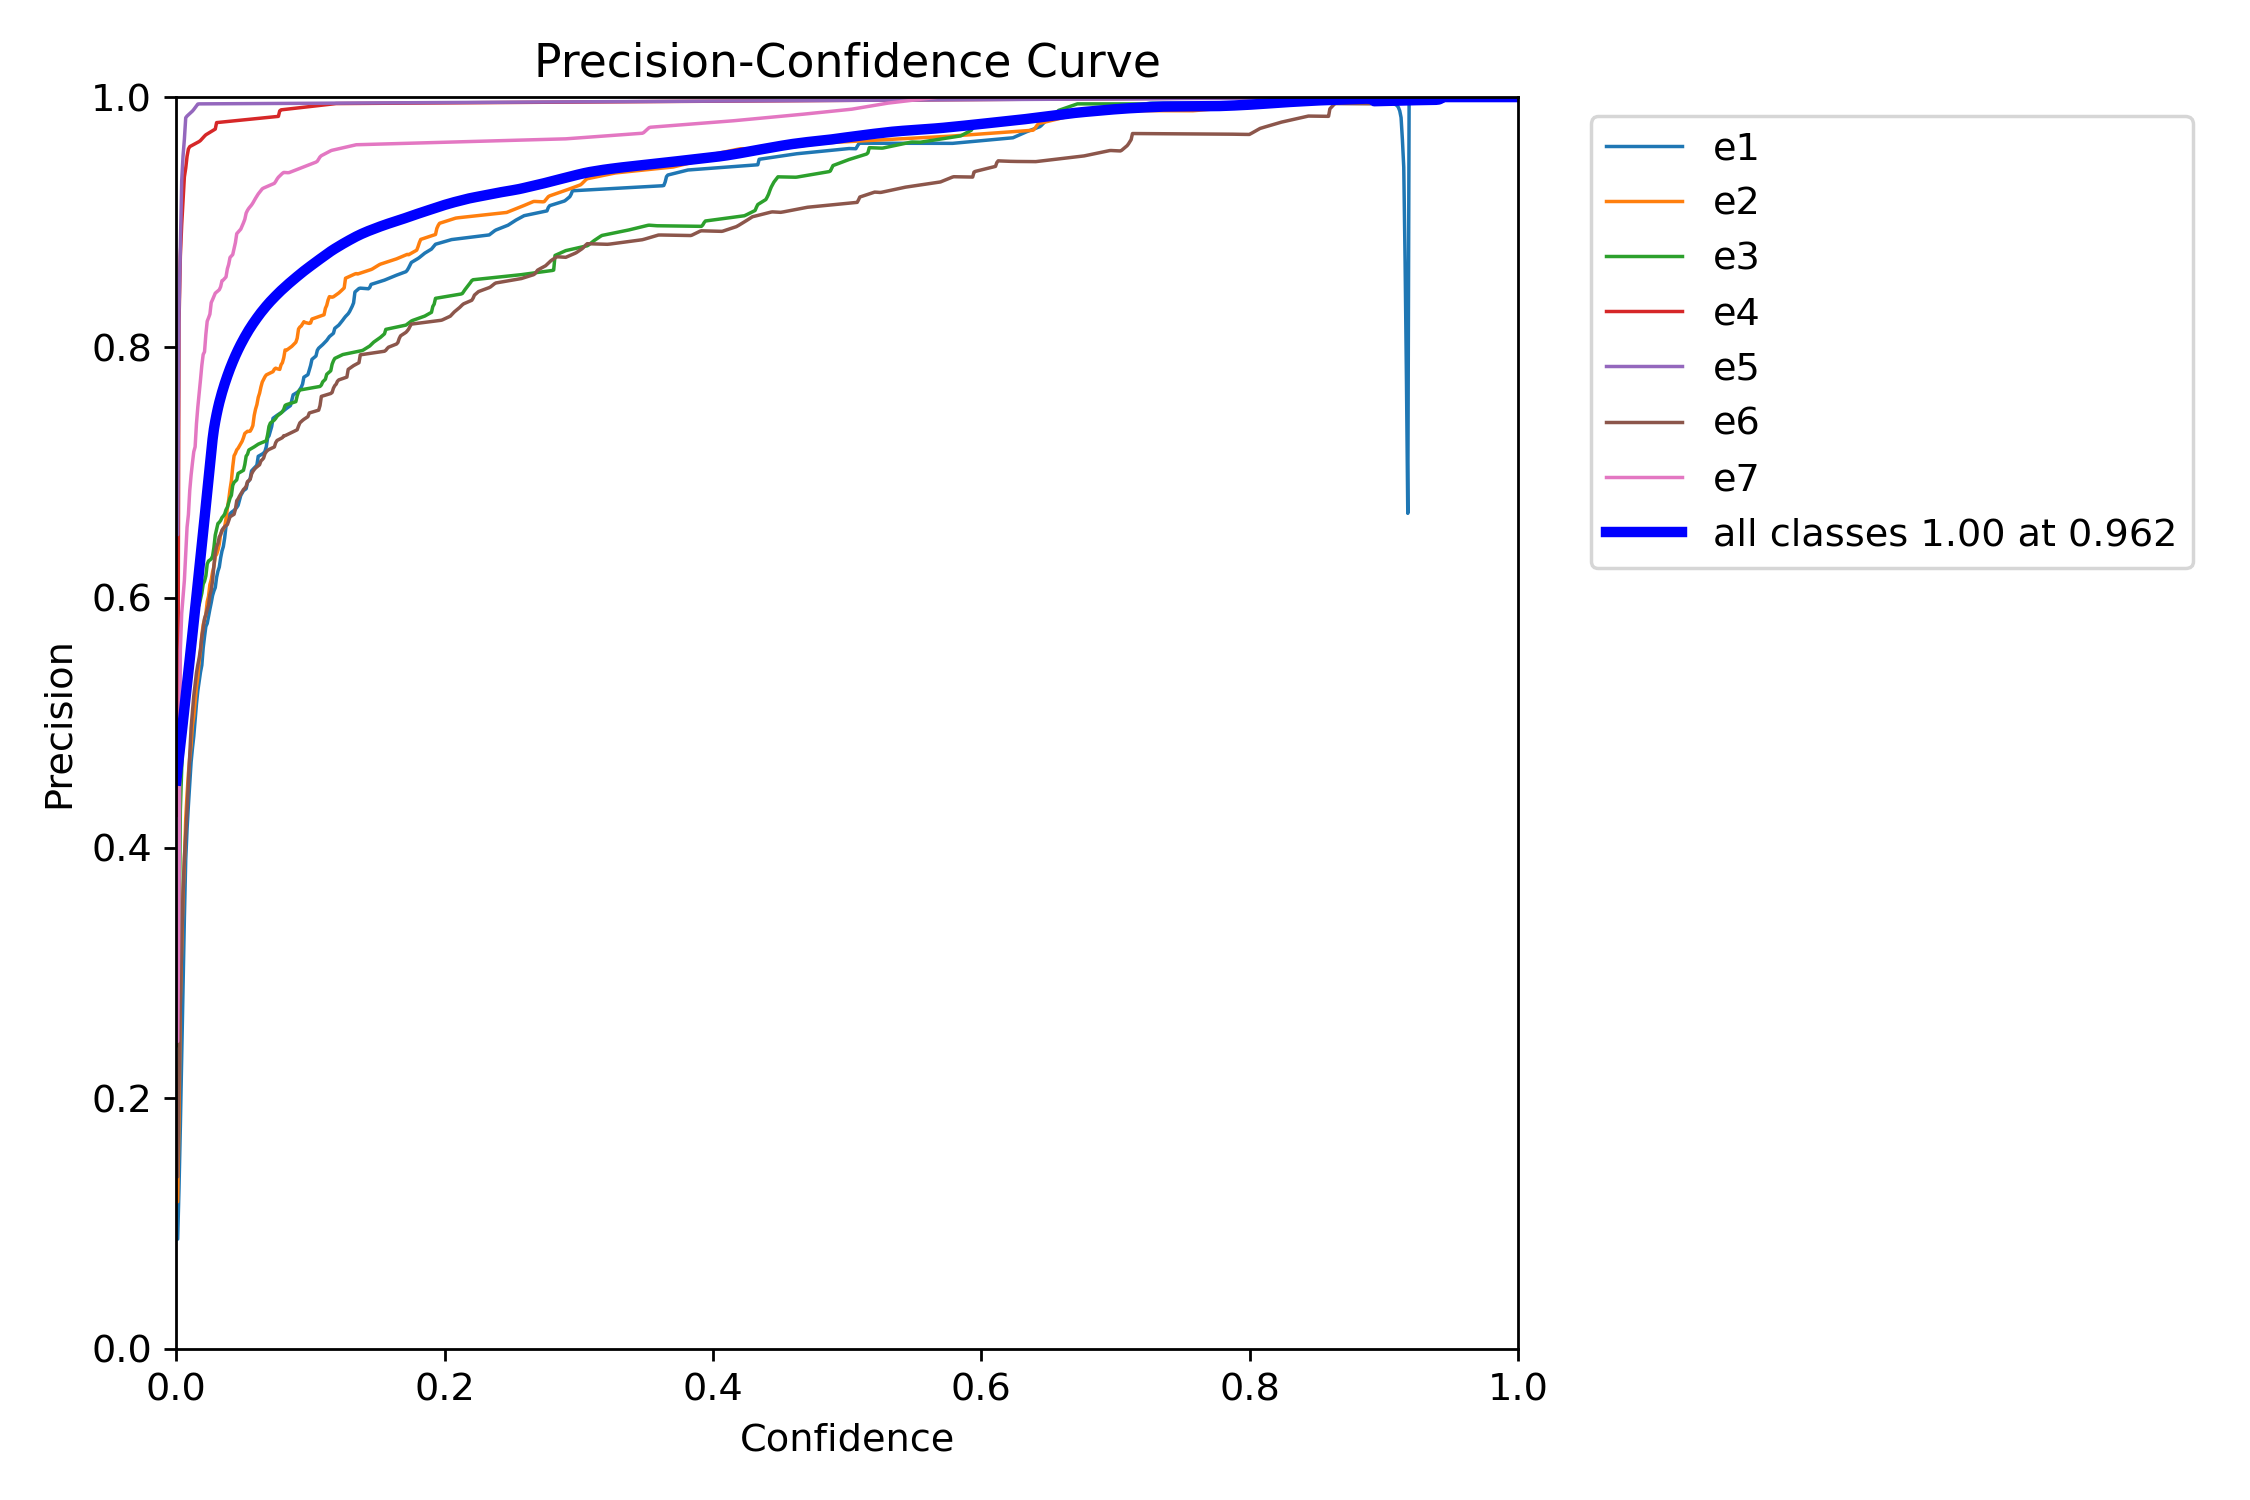 Precision-Confidence Curve
1.0
0.8
0.6
0.4
0.2
0.0
Precision
0.0 0.2 0.4 0.6 0.8 1.0
Confidence
e1
e2
e3
e4
e5
e6
e7
all classes 1.00 at 0.962